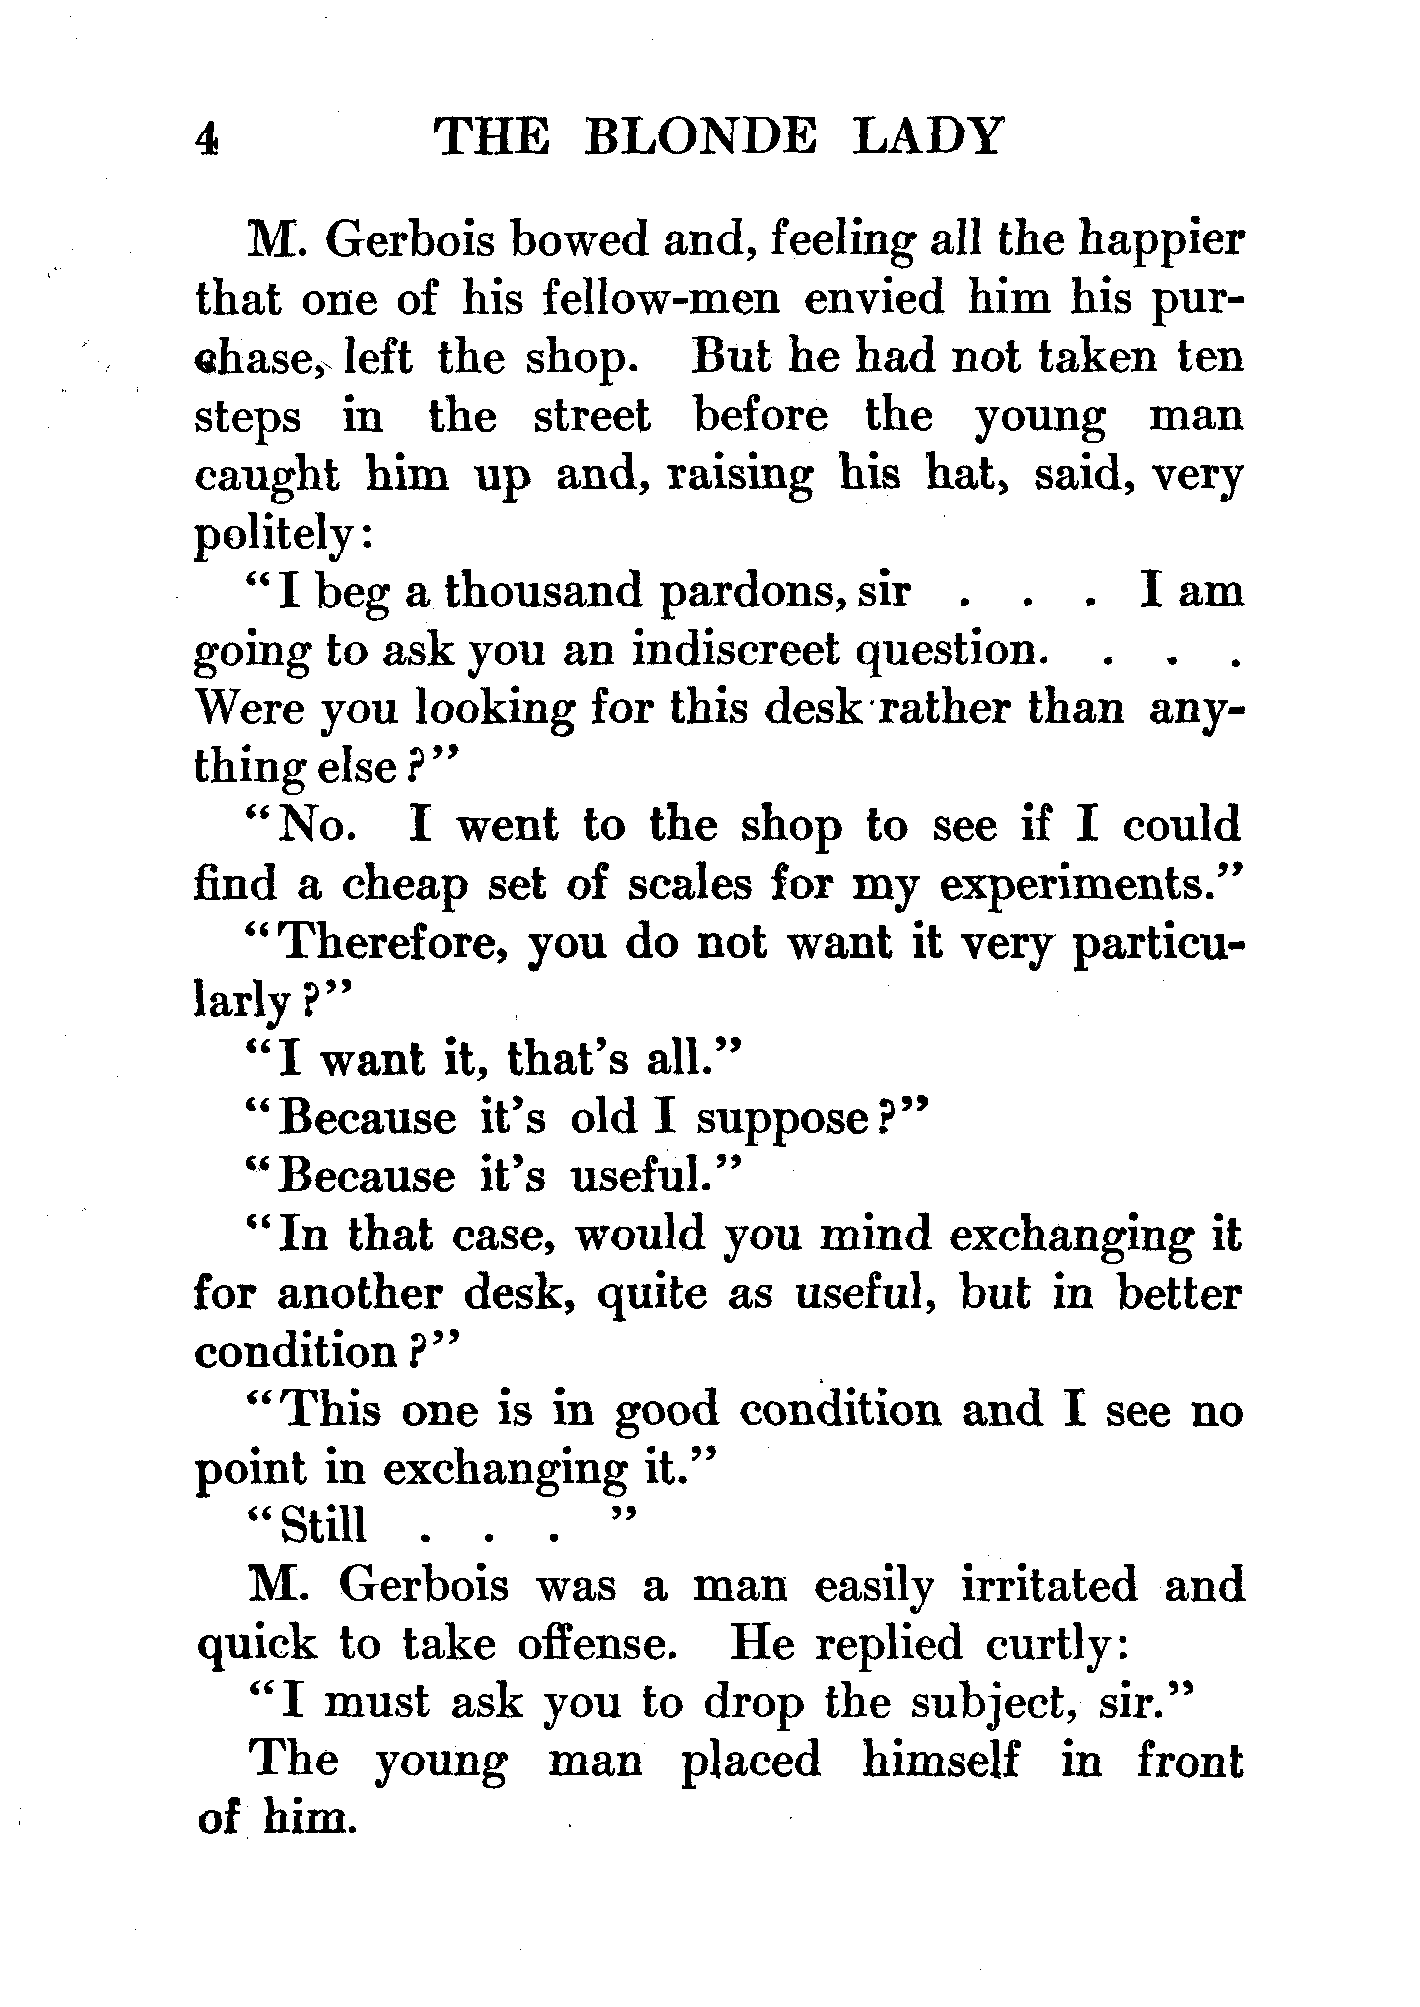 4 THE BLONDE LADY
M. Gerbois bowed and, feeling all the happier
that one of his fellow-men envied him his pur-
chase, left the shop. But he had not taken ten
steps in the street before the young man
caught him up and, raising his hat, said, very
politely:
“I beg a thousand pardons, sir . . . I am
going to ask you an indiscreet question. . . .
Were you looking for this desk rather than any-
thing else?”
“No. I went to the shop to see if I could
find a cheap set of scales for my experiments.”
“Therefore, you do not want it very particu-
larly?”
“I want it, that’s all.”
“Because it’s old I suppose?”
“Because it’s useful.”
“In that case, would you mind exchanging it
for another desk, quite as useful, but in better
condition?”
“This one is in good condition and I see no
point in exchanging it.”
“Still . . . ”
M. Gerbois was a man easily irritated and
quick to take offense. He replied curtly:
“I must ask you to drop the subject, sir.”
The young man placed himself in front
of him.